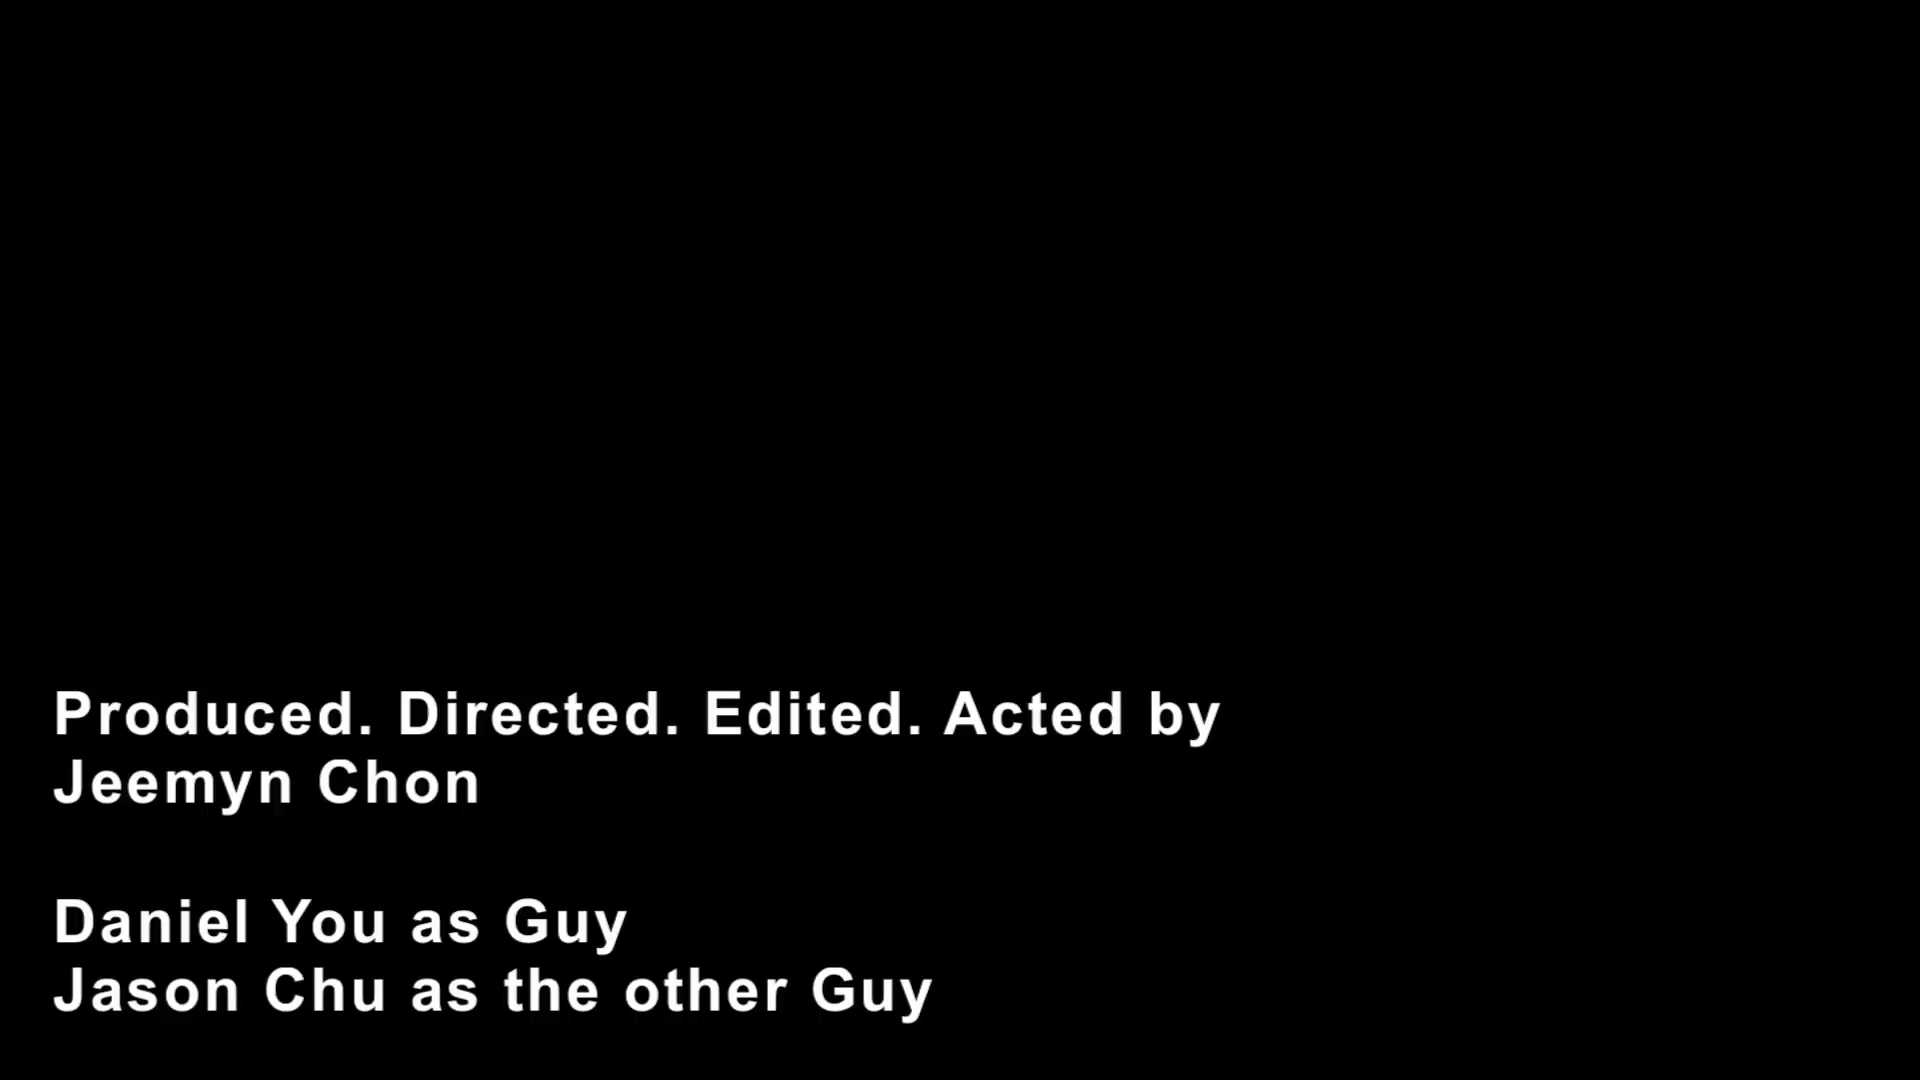 Produced. Directed. Edited. Acted by
Jeemyn Chon
Daniel You as Guy
Jason Chu as the other Guy